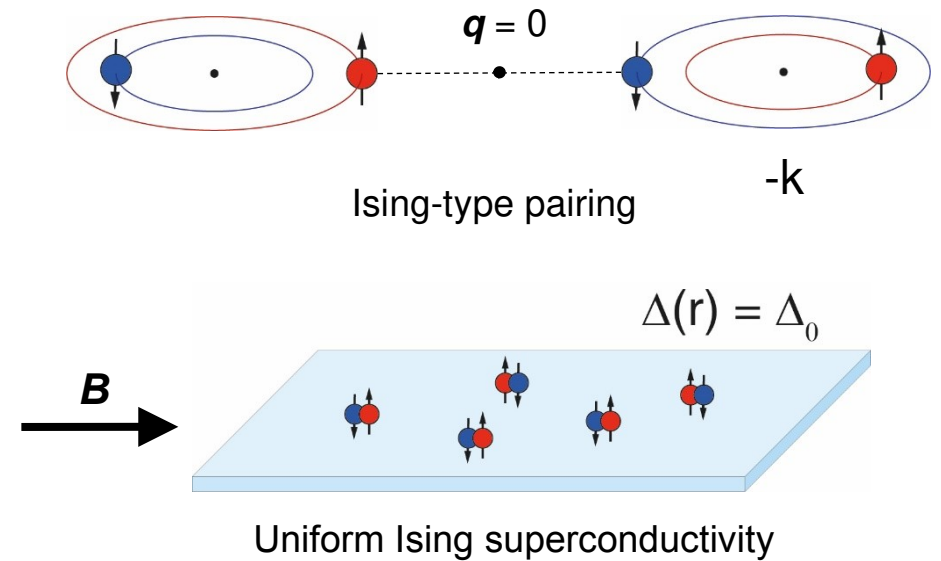 q = 0
-k
Ising-type pairing
Δ(r) = Δ₀
B
Uniform Ising superconductivity